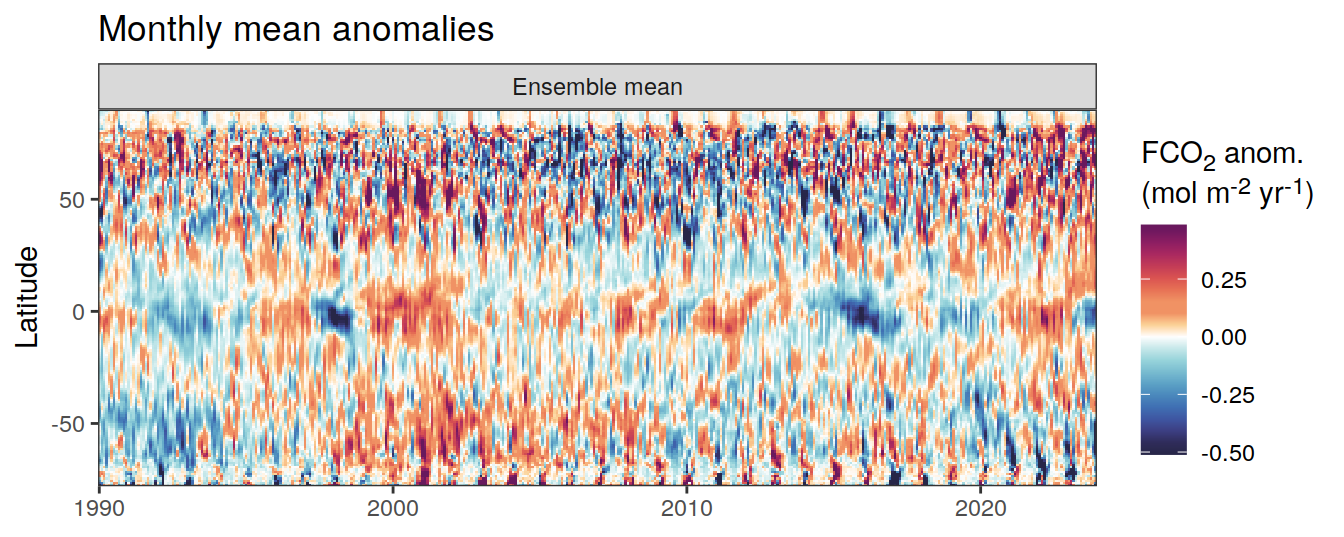 Monthly mean anomalies
Ensemble mean
Latitude
50
0
-50
1990
2000
2010
2020
FCO₂ anom.
(mol m⁻² yr⁻¹)
0.25
0.00
-0.25
-0.50